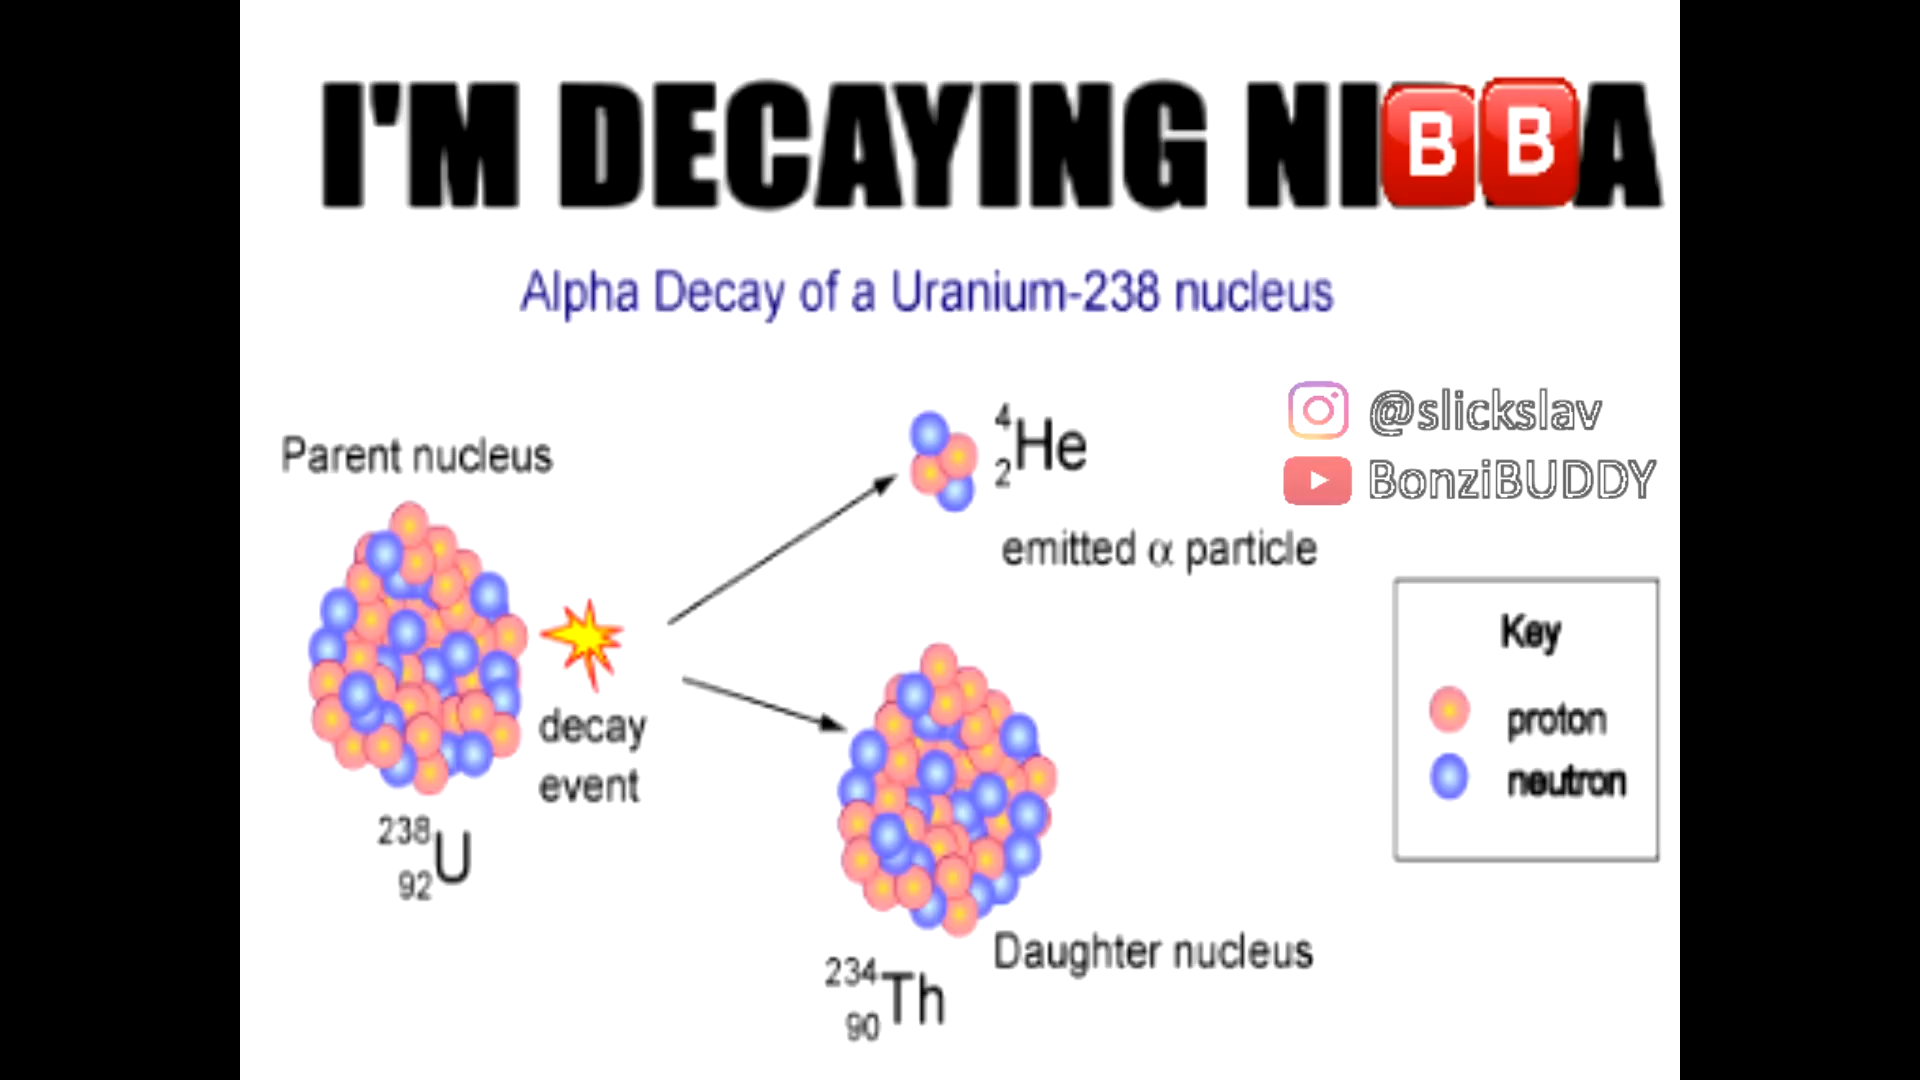 I'M DECAYING NIBBA
Alpha Decay of a Uranium-238 nucleus
@slickslav
BonziBUDDY
Parent nucleus
4
2He
emitted α particle
Key
proton
neutron
decay
event
238
92U
Daughter nucleus
234
90Th